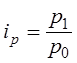 i_p = p_1 / p_0